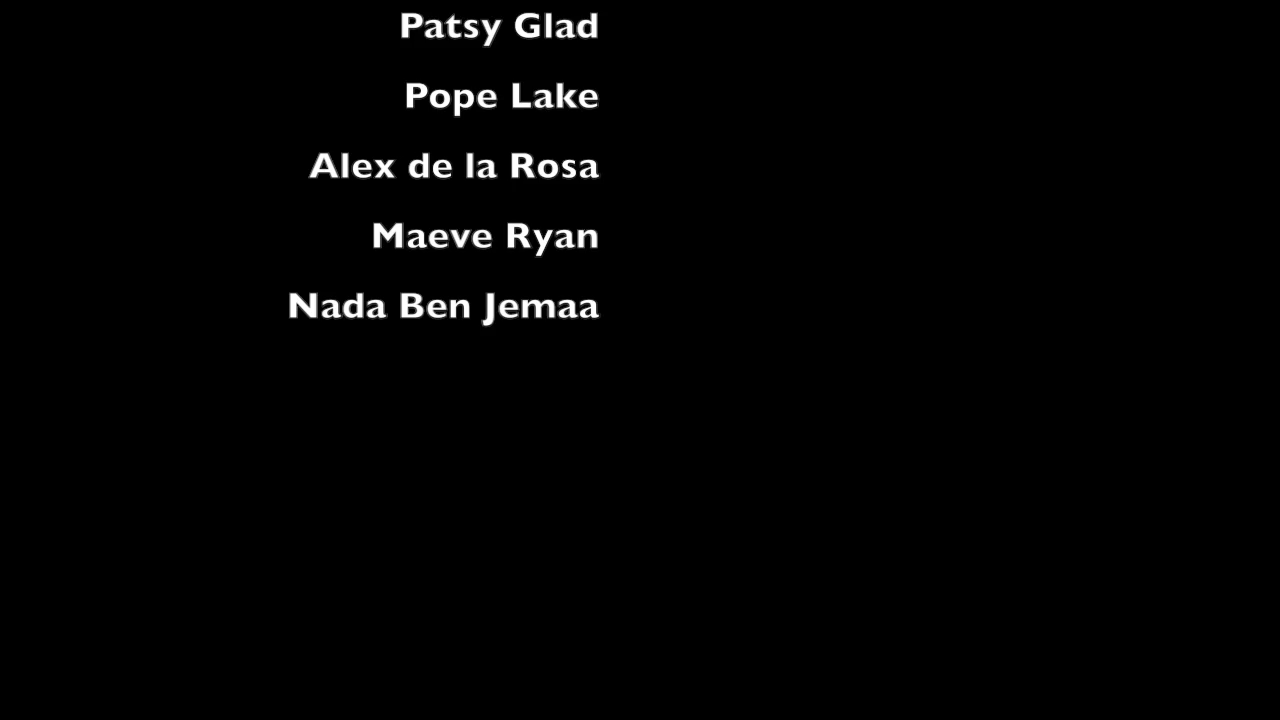 Patsy Glad
Pope Lake
Alex de la Rosa
Maeve Ryan
Nada Ben Jemaa